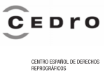 CEDRO
CENTRO ESPAÑOL DE DERECHOS
REPROGRÁFICOS